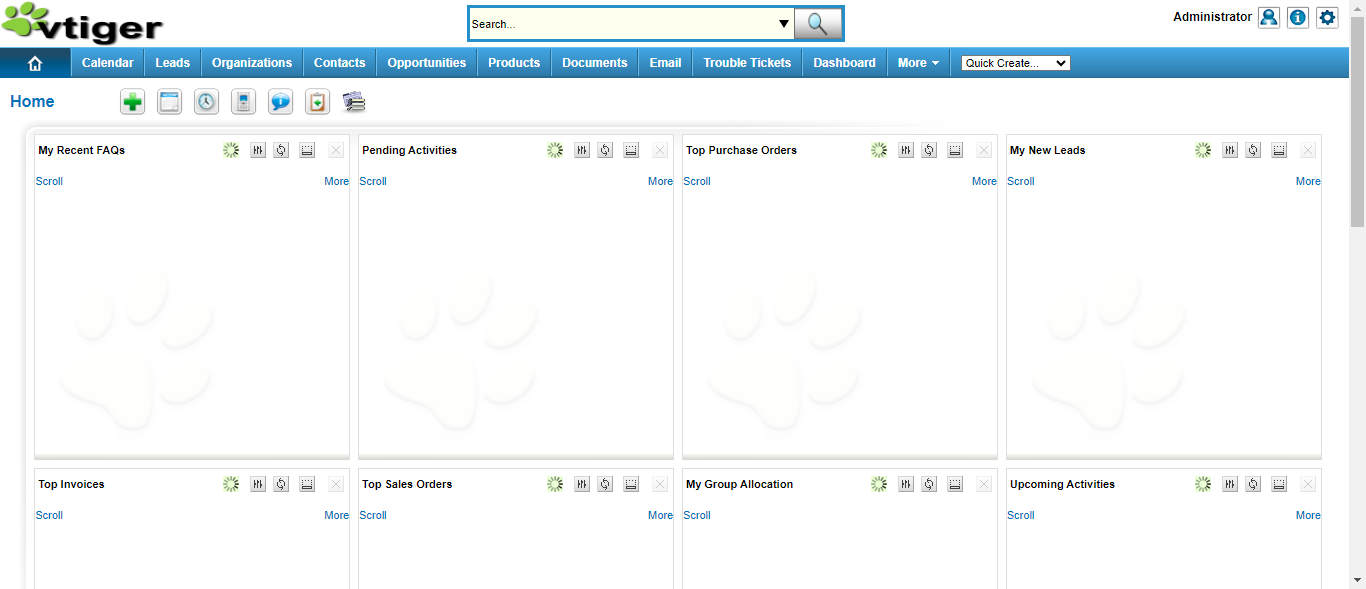 vtiger
Search...
Administrator
Calendar Leads Organizations Contacts Opportunities Products Documents Email Trouble Tickets Dashboard More Quick Create...
Home
My Recent FAQs Pending Activities Top Purchase Orders My New Leads
Scroll More Scroll More Scroll More Scroll More
Top Invoices Top Sales Orders My Group Allocation Upcoming Activities
Scroll More Scroll More Scroll Scroll More